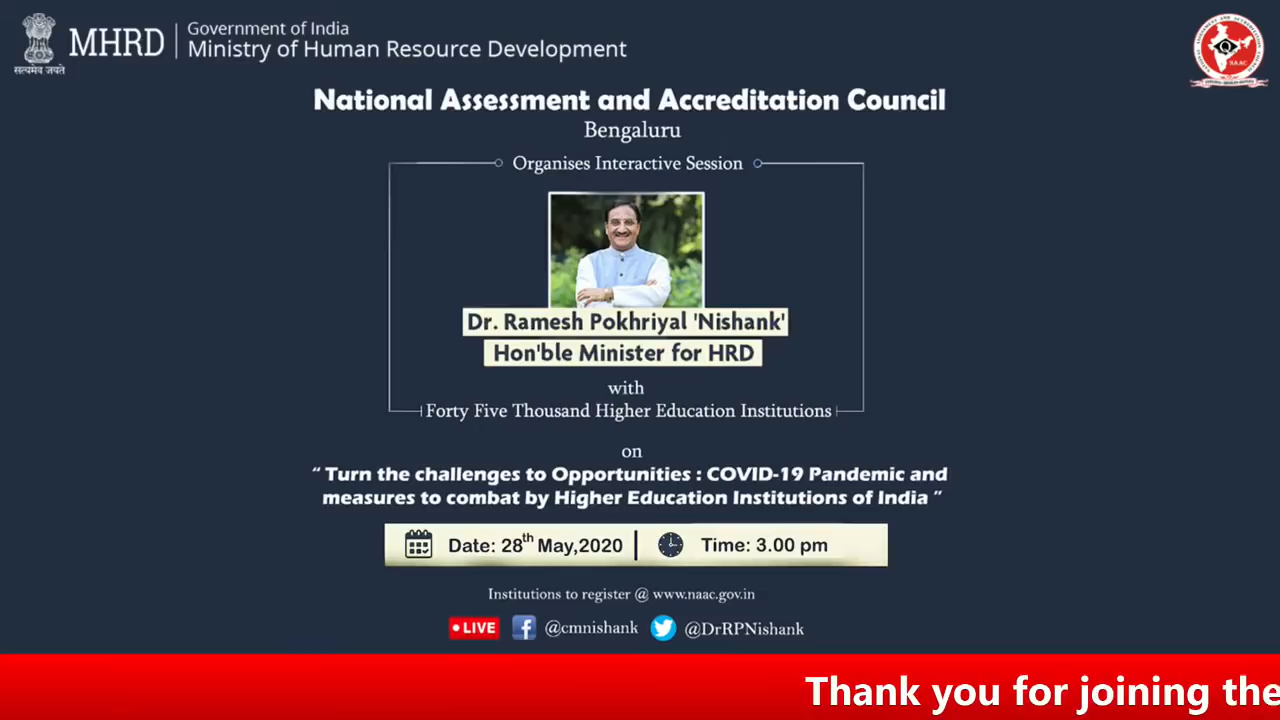 MHRD
Government of India
Ministry of Human Resource Development
सत्यमेव जयते
NAAC
National Assessment and Accreditation Council
Bengaluru
Organises Interactive Session
Dr. Ramesh Pokhriyal 'Nishank'
Hon'ble Minister for HRD
with
Forty Five Thousand Higher Education Institutions
on
“ Turn the challenges to Opportunities : COVID-19 Pandemic and
measures to combat by Higher Education Institutions of India ”
Date: 28th May,2020 | Time: 3.00 pm
Institutions to register @ www.naac.gov.in
LIVE @cmnishank @DrRPNishank
Thank you for joining the